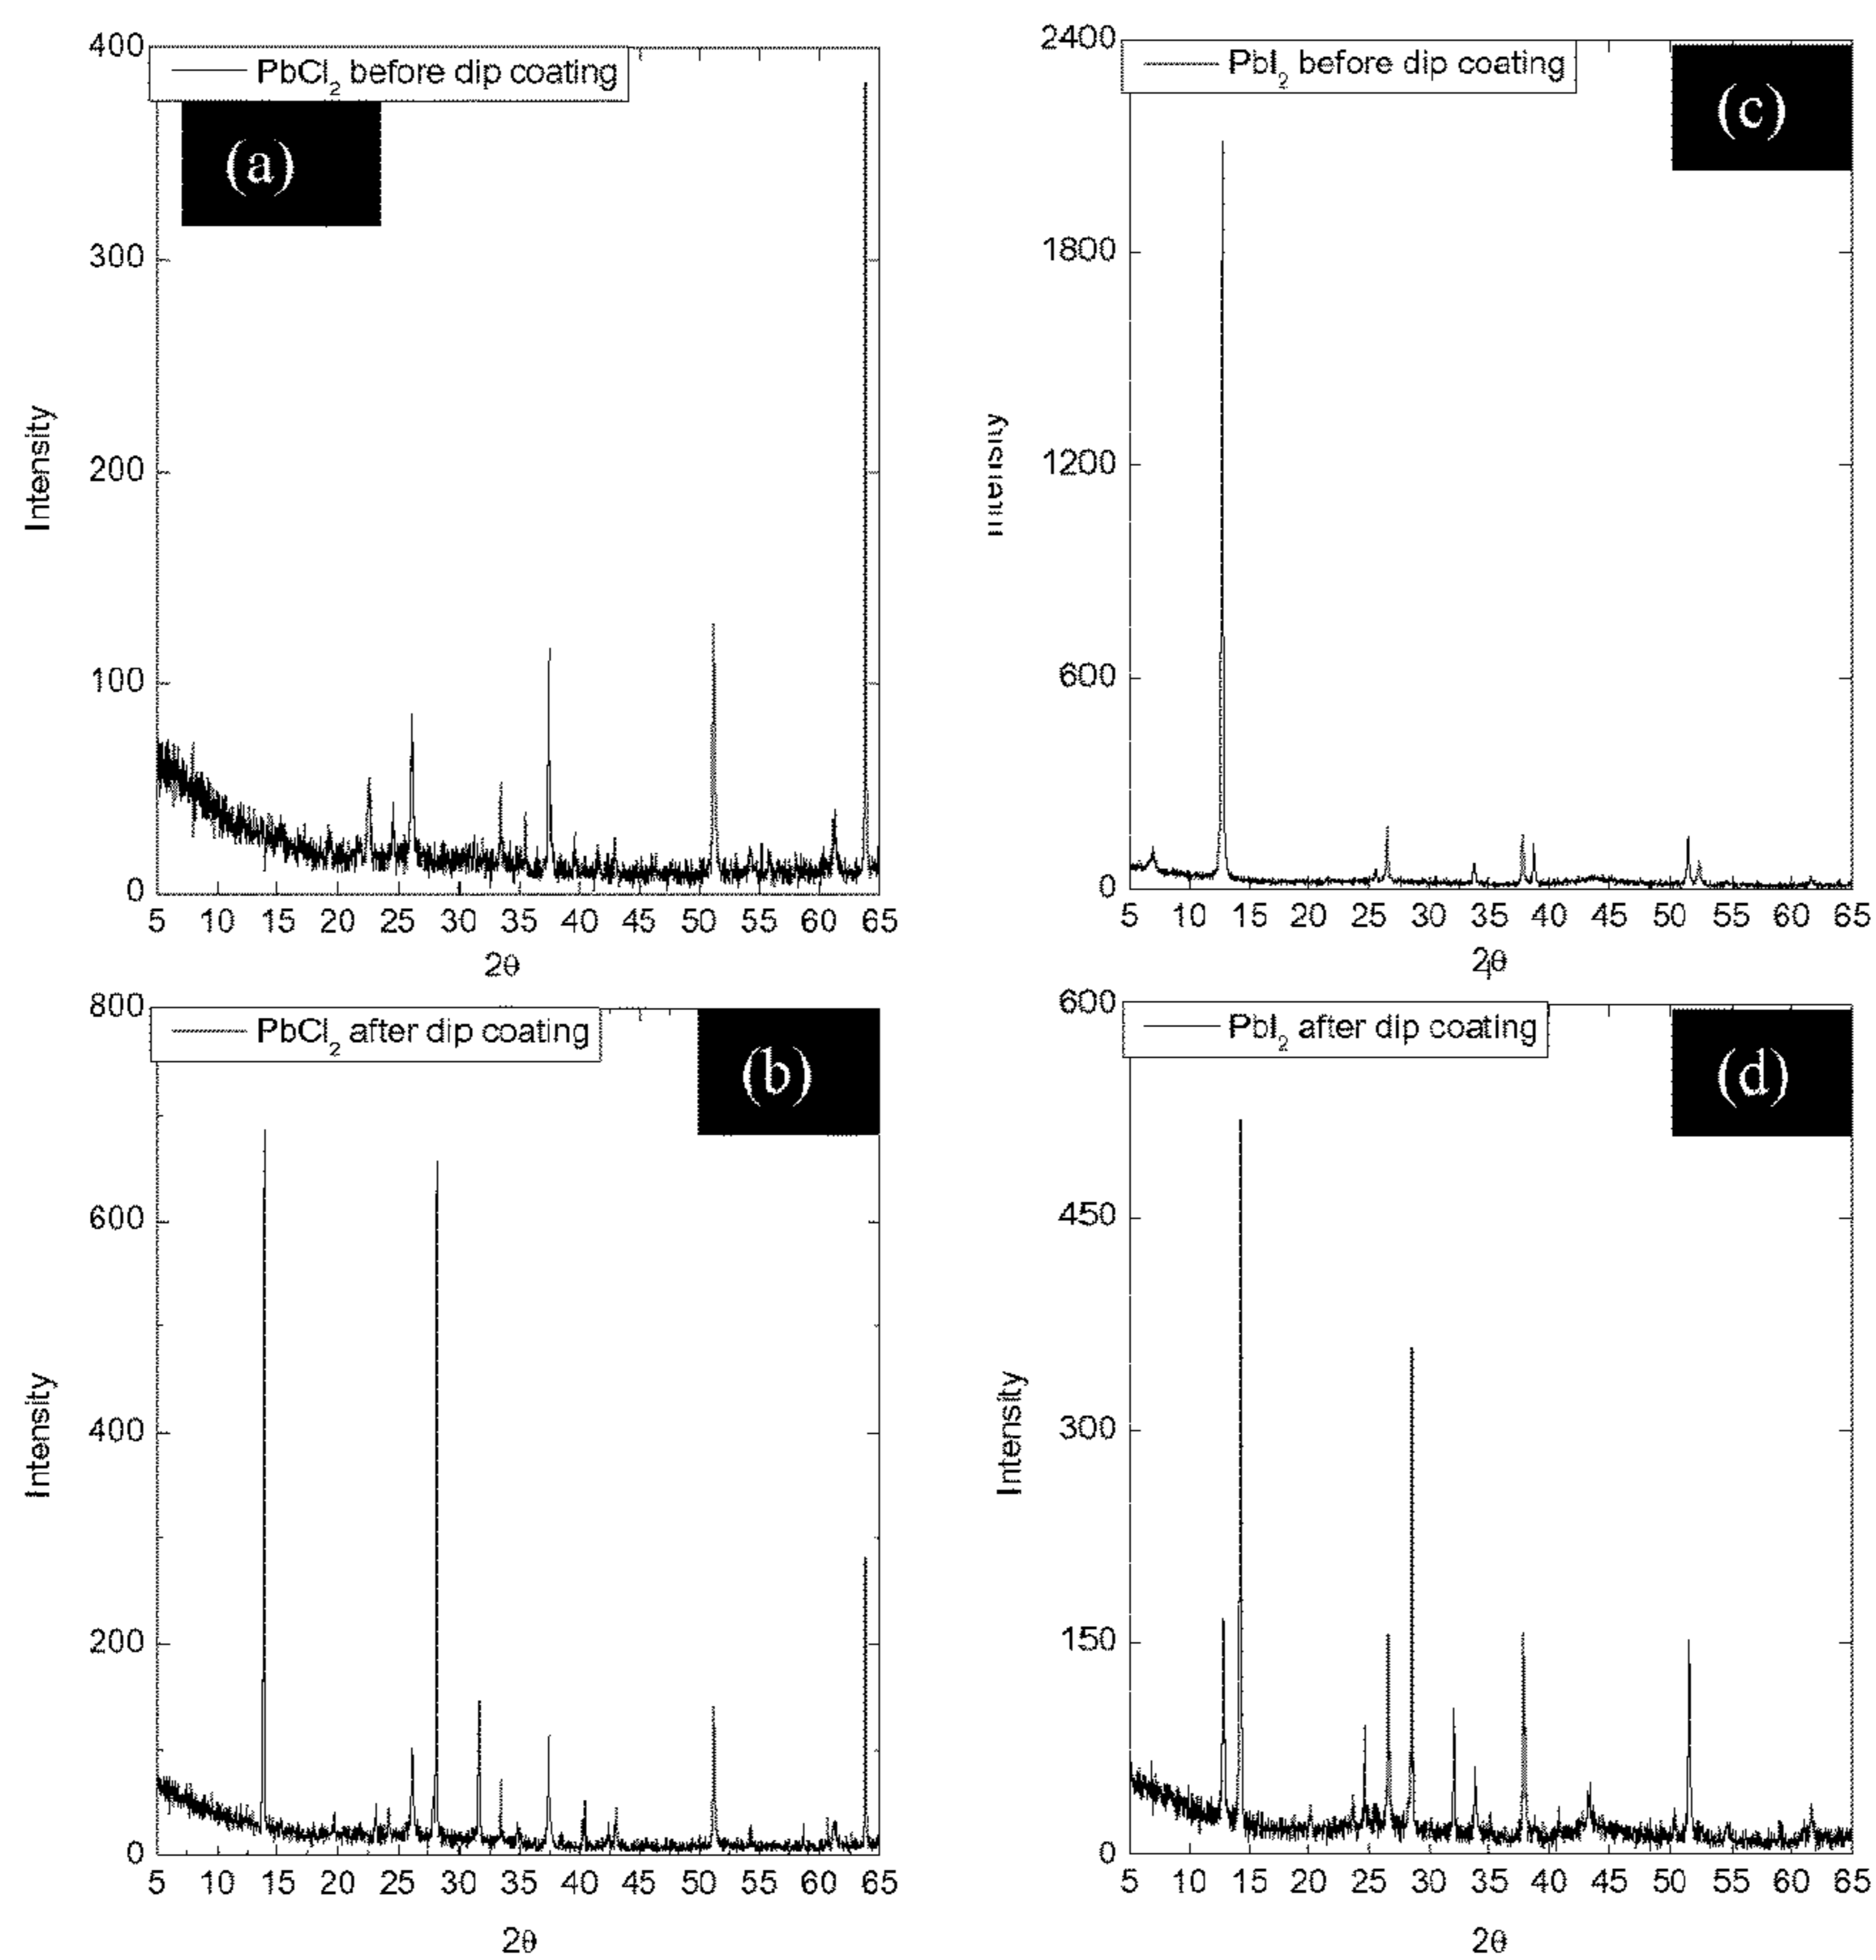 400
PbCl2 before dip coating
(a)
300
200
100
0
Intensity
5 10 15 20 25 30 35 40 45 50 55 60 65
2θ
2400
PbI2 before dip coating
(c)
1800
1200
600
0
Intensity
5 10 15 20 25 30 35 40 45 50 55 60 65
2θ
800
PbCl2 after dip coating
(b)
600
400
200
0
Intensity
5 10 15 20 25 30 35 40 45 50 55 60 65
2θ
600
PbI2 after dip coating
(d)
450
300
150
0
Intensity
5 10 15 20 25 30 35 40 45 50 55 60 65
2θ